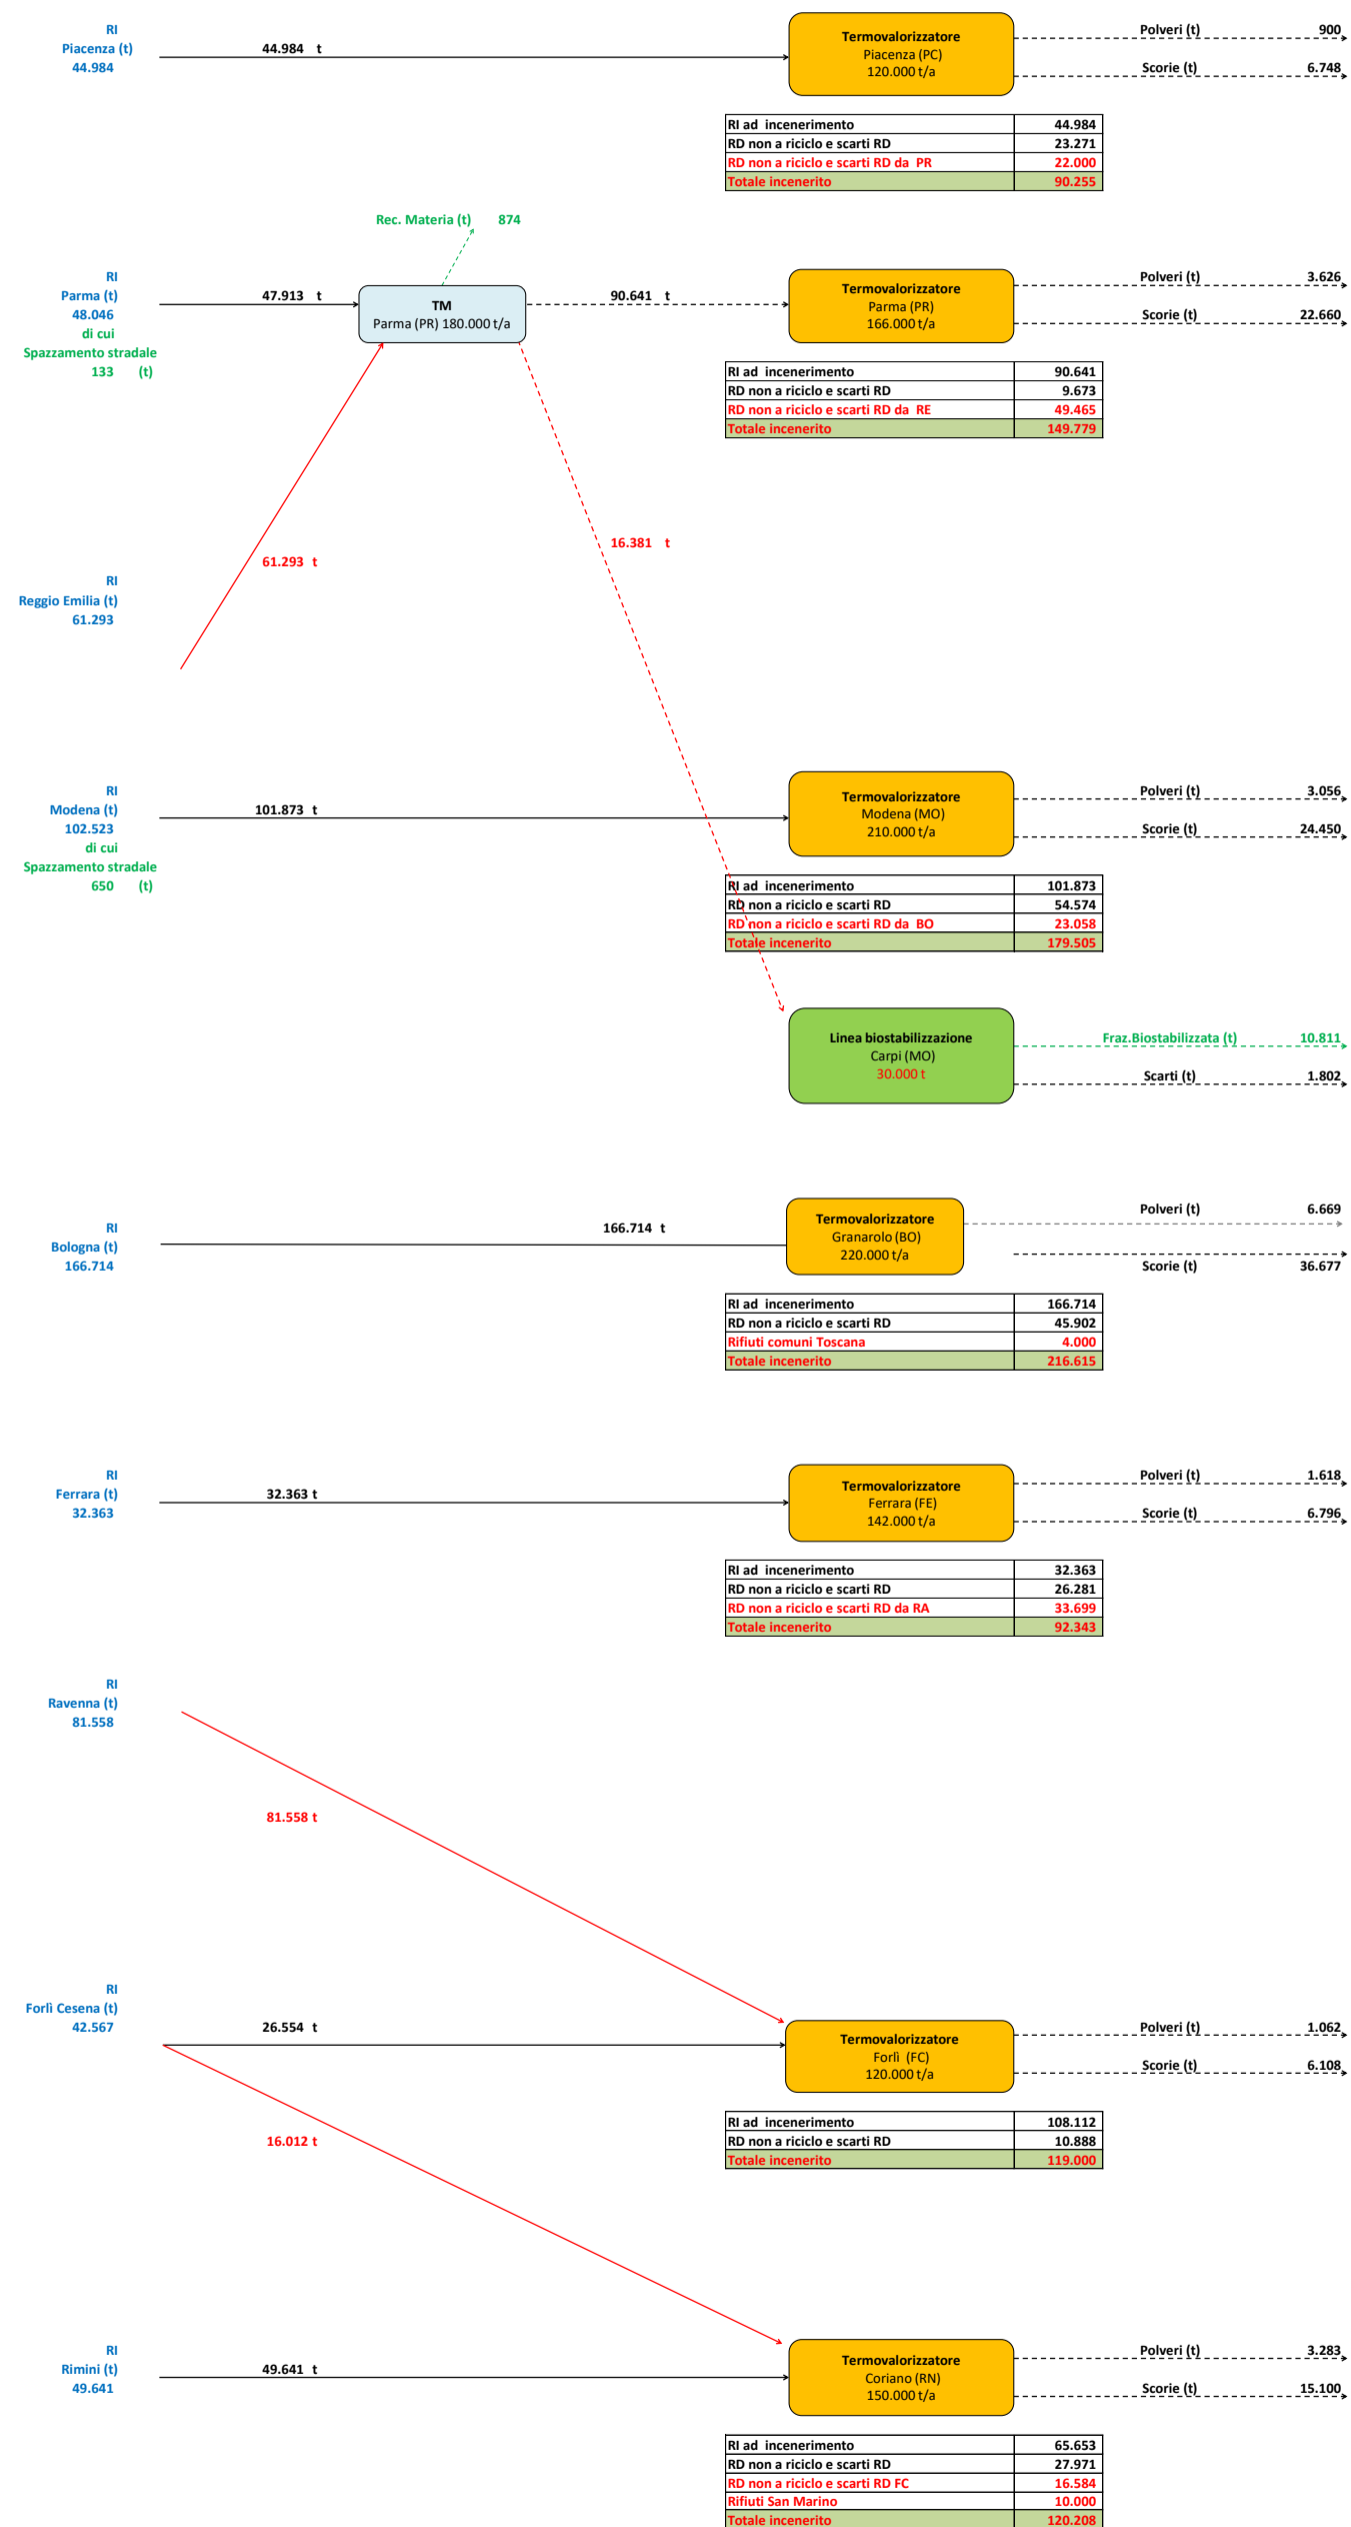 RI
Piacenza (t)
44.984
44.984 t
Termovalorizzatore
Piacenza (PC)
120.000 t/a
Polveri (t) 900
Scorie (t) 6.748
RI ad incenerimento 44.984
RD non a riciclo e scarti RD 23.271
RD non a riciclo e scarti RD da PR 22.000
Totale incenerito 90.255
Rec. Materia (t) 874
RI
Parma (t)
48.046
di cui
Spazzamento stradale
133 (t)
47.913 t
TM
Parma (PR) 180.000 t/a
90.641 t
Termovalorizzatore
Parma (PR)
166.000 t/a
Polveri (t) 3.626
Scorie (t) 22.660
RI ad incenerimento 90.641
RD non a riciclo e scarti RD 9.673
RD non a riciclo e scarti RD da RE 49.465
Totale incenerito 149.779
16.381 t
61.293 t
RI
Reggio Emilia (t)
61.293
RI
Modena (t)
102.523
di cui
Spazzamento stradale
650 (t)
101.873 t
Termovalorizzatore
Modena (MO)
210.000 t/a
Polveri (t) 3.056
Scorie (t) 24.450
RI ad incenerimento 101.873
RD non a riciclo e scarti RD 54.574
RD non a riciclo e scarti RD da BO 23.058
Totale incenerito 179.505
Linea biostabilizzazione
Carpi (MO)
30.000 t
Fraz.Biostabilizzata (t) 10.811
Scarti (t) 1.802
RI
Bologna (t)
166.714
166.714 t
Termovalorizzatore
Granarolo (BO)
220.000 t/a
Polveri (t) 6.669
Scorie (t) 36.677
RI ad incenerimento 166.714
RD non a riciclo e scarti RD 45.902
Rifiuti comuni Toscana 4.000
Totale incenerito 216.615
RI
Ferrara (t)
32.363
32.363 t
Termovalorizzatore
Ferrara (FE)
142.000 t/a
Polveri (t) 1.618
Scorie (t) 6.796
RI ad incenerimento 32.363
RD non a riciclo e scarti RD 26.281
RD non a riciclo e scarti RD da RA 33.699
Totale incenerito 92.343
RI
Ravenna (t)
81.558
81.558 t
RI
Forlì Cesena (t)
42.567
26.554 t
Termovalorizzatore
Forlì (FC)
120.000 t/a
Polveri (t) 1.062
Scorie (t) 6.108
RI ad incenerimento 108.112
RD non a riciclo e scarti RD 10.888
Totale incenerito 119.000
16.012 t
RI
Rimini (t)
49.641
49.641 t
Termovalorizzatore
Coriano (RN)
150.000 t/a
Polveri (t) 3.283
Scorie (t) 15.100
RI ad incenerimento 65.653
RD non a riciclo e scarti RD 27.971
RD non a riciclo e scarti RD FC 16.584
Rifiuti San Marino 10.000
Totale incenerito 120.208